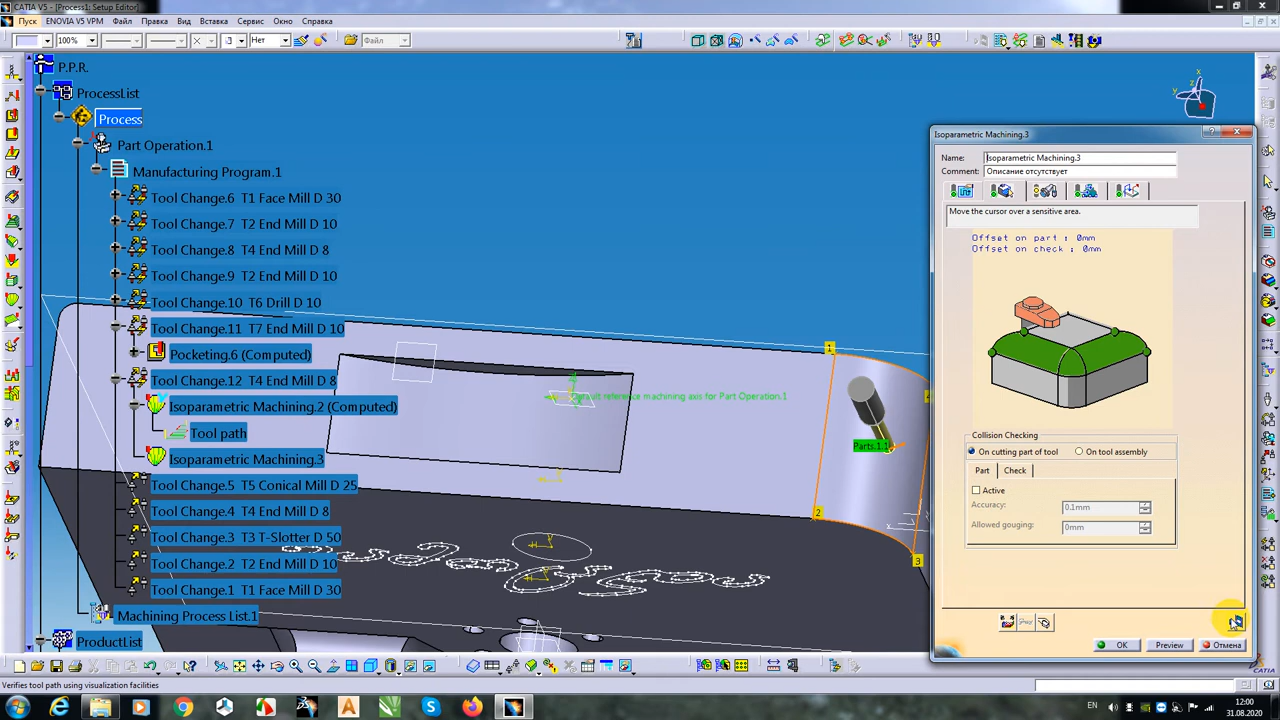 CATIA V5 - [Process1: Setup Editor]
Пуск ENOVIA V5 VPM Файл Правка Вид Вставка Сервис Окно Справка
100% Нет Файл
P.P.R.
ProcessList
Process
Part Operation.1
Manufacturing Program.1
Tool Change.6 T1 Face Mill D 30
Tool Change.7 T2 End Mill D 10
Tool Change.8 T4 End Mill D 8
Tool Change.9 T2 End Mill D 10
Tool Change.10 T6 Drill D 10
Tool Change.11 T7 End Mill D 10
Pocketing.6 (Computed)
Tool Change.12 T4 End Mill D 8
Isoparametric Machining.2 (Computed)
Tool path
Isoparametric Machining.3
Tool Change.5 T5 Conical Mill D 25
Tool Change.4 T4 End Mill D 8
Tool Change.3 T3 T-Slotter D 50
Tool Change.2 T2 End Mill D 10
Tool Change.1 T1 Face Mill D 30
Machining Process List.1
ProductList
Default reference machining axis for Part Operation.1
1
2
3
4
Parts.1.1
Isoparametric Machining.3
Name: Isoparametric Machining.3
Comment: Описание отсутствует
Move the cursor over a sensitive area.
Offset on part : 0mm
Offset on check : 0mm
Collision Checking
On cutting part of tool On tool assembly
Part Check
Active
Accuracy: 0.1mm
Allowed gouging: 0mm
OK Preview Отмена
Verifies tool path using visualization facilities
EN 12:00
31.08.2020